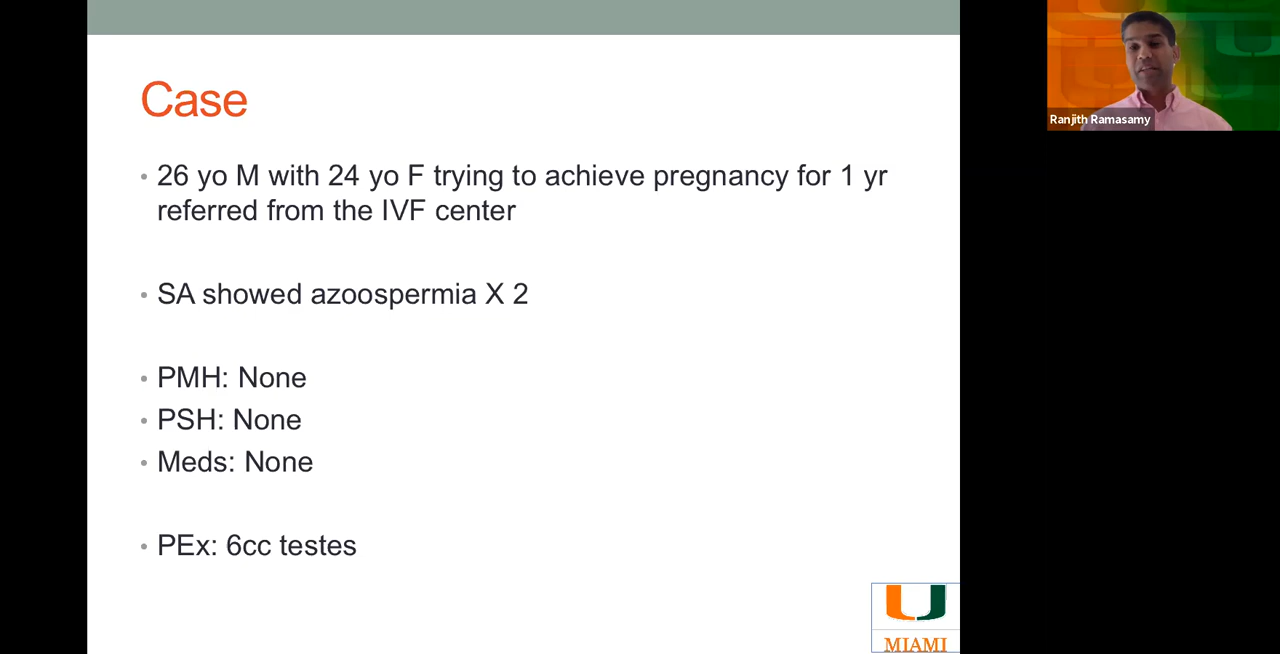 Case
• 26 yo M with 24 yo F trying to achieve pregnancy for 1 yr
referred from the IVF center
• SA showed azoospermia X 2
• PMH: None
• PSH: None
• Meds: None
• PEx: 6cc testes
U
MIAMI
Ranjith Ramasamy